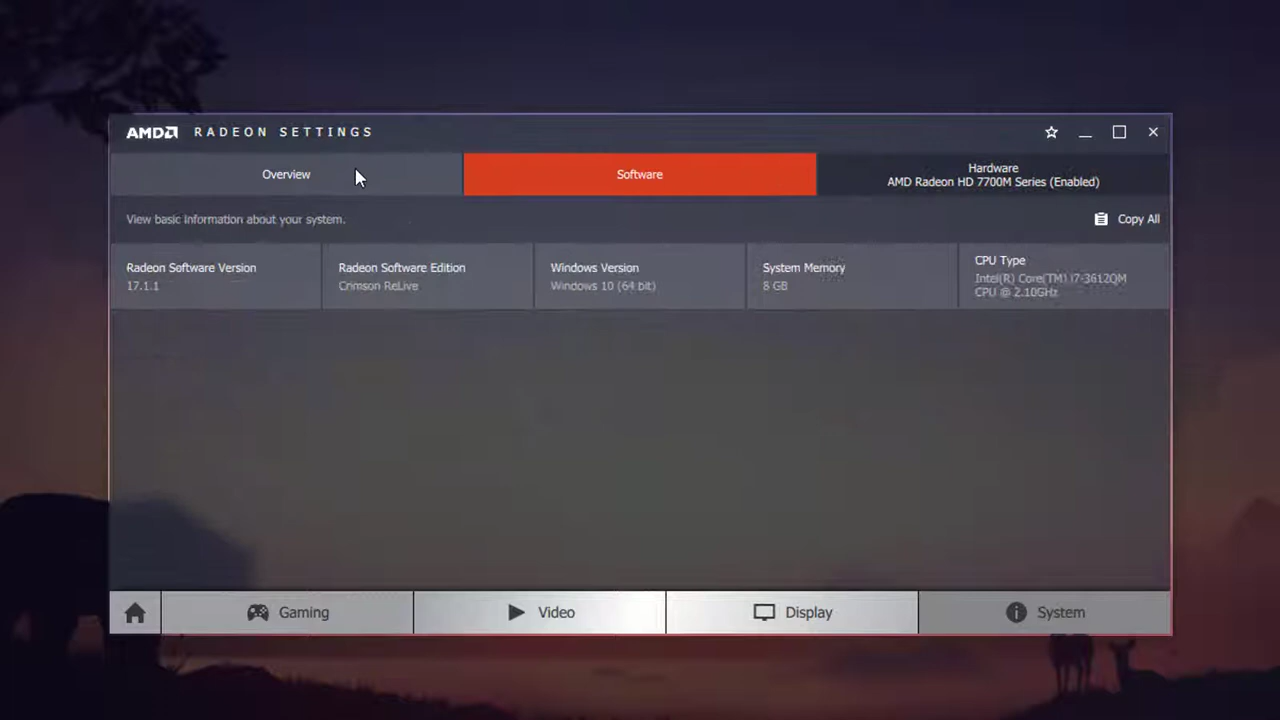 AMD RADEON SETTINGS
Overview
Software
Hardware
AMD Radeon HD 7700M Series (Enabled)
View basic information about your system.
Copy All
Radeon Software Version
17.1.1
Radeon Software Edition
Crimson ReLive
Windows Version
Windows 10 (64 bit)
System Memory
8 GB
CPU Type
Intel(R) Core(TM) i7-3612QM
CPU @ 2.10GHz
Gaming
Video
Display
System